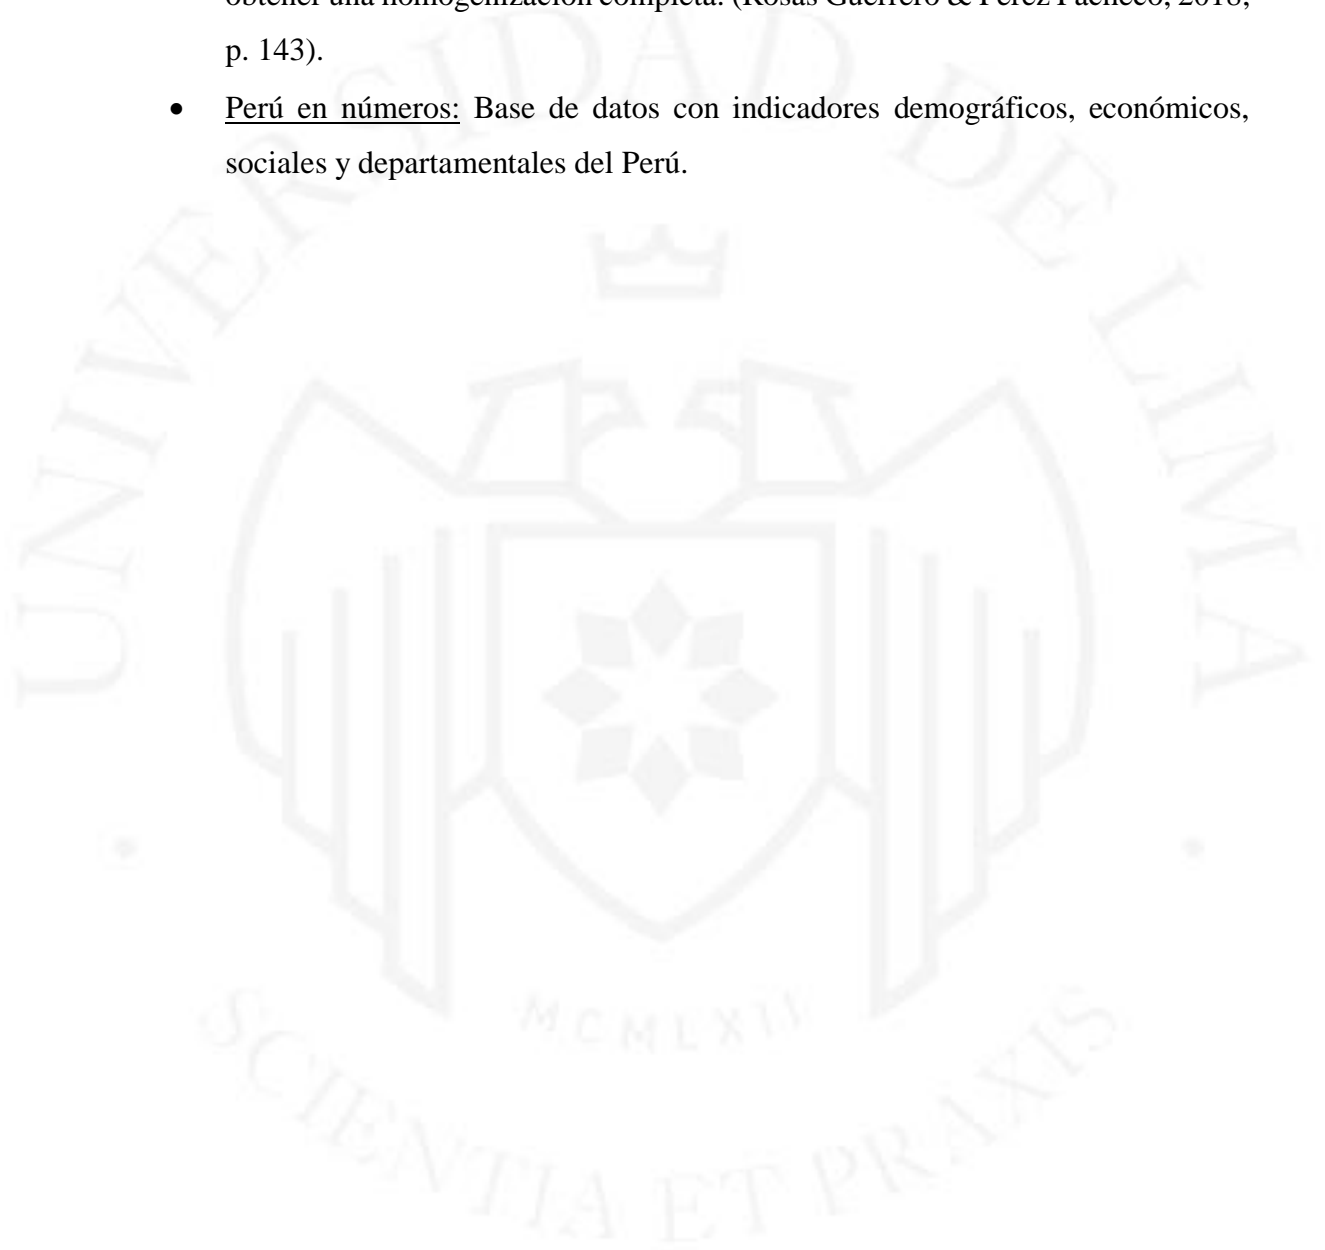 obtener una homogenización completa. (Rosas Guerrero & Pérez Pacheco, 2018,
p. 143).
• Perú en números: Base de datos con indicadores demográficos, económicos,
sociales y departamentales del Perú.
UNIVERSIDAD DE LIMA
MCMLXII
SCIENTIA ET PRAXIS